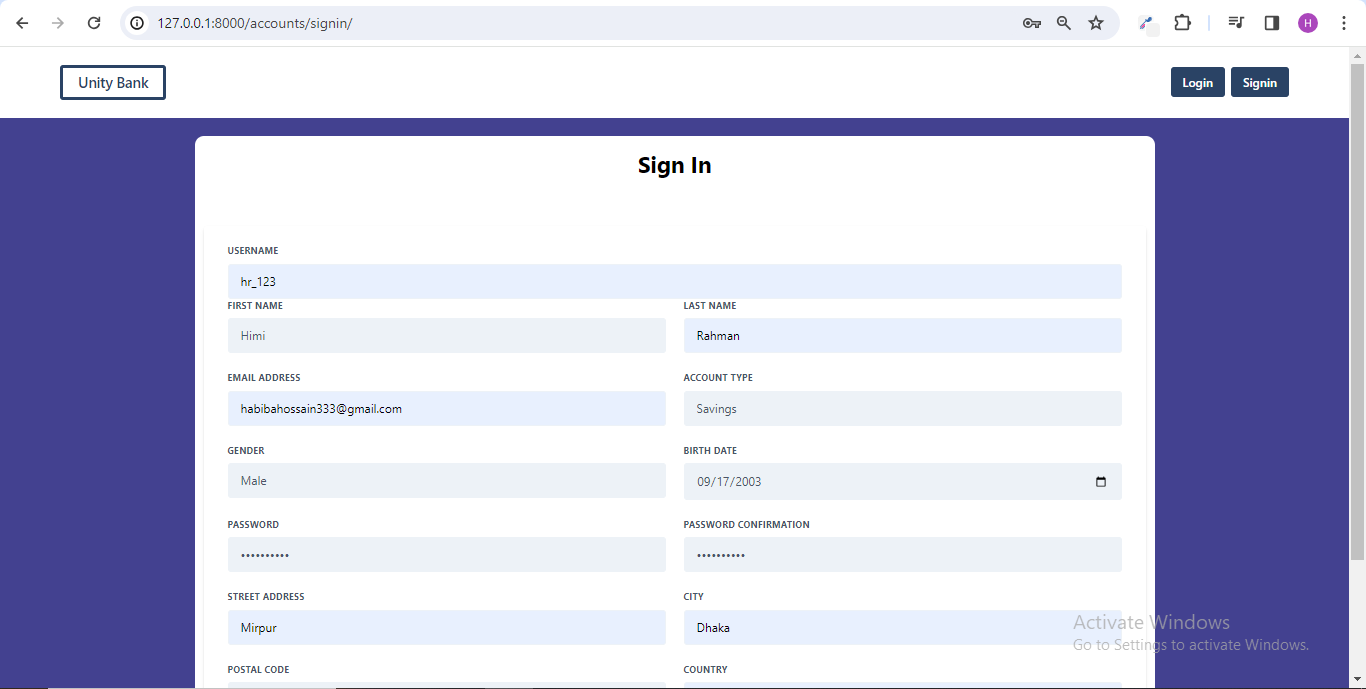 127.0.0.1:8000/accounts/signin/
H
Unity Bank
Login Signin
Sign In
USERNAME
hr_123
FIRST NAME LAST NAME
Himi Rahman
EMAIL ADDRESS ACCOUNT TYPE
habibahossain333@gmail.com Savings
GENDER BIRTH DATE
Male 09/17/2003
PASSWORD PASSWORD CONFIRMATION
•••••••••• ••••••••••
STREET ADDRESS CITY
Mirpur Dhaka
Activate Windows
Go to Settings to activate Windows.
POSTAL CODE COUNTRY